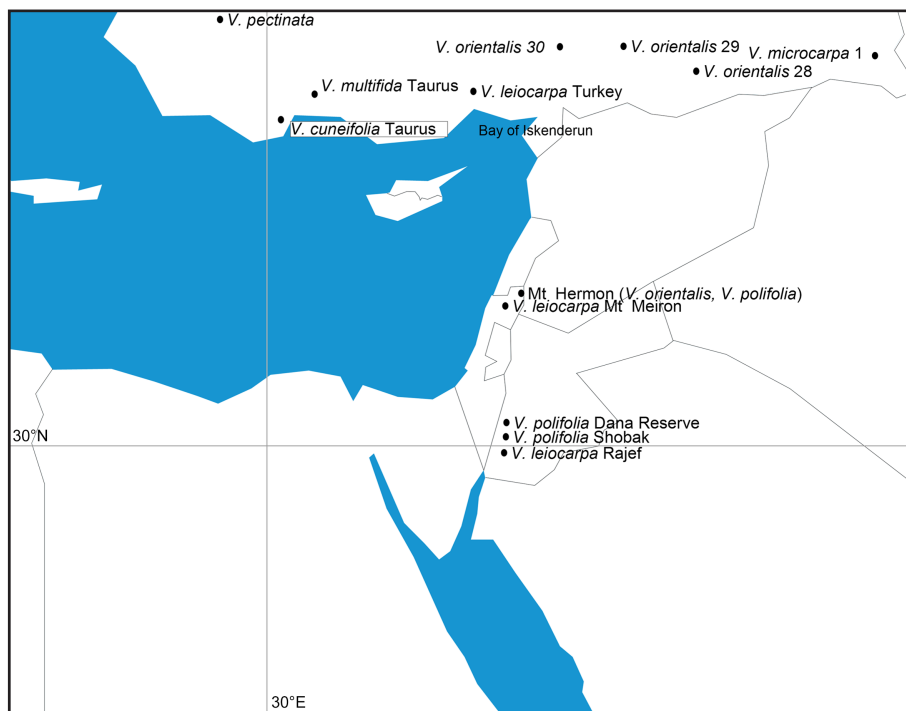 V. pectinata
V. orientalis 30
V. orientalis 29
V. microcarpa 1
V. orientalis 28
V. multifida Taurus
V. leiocarpa Turkey
V. cuneifolia Taurus
Bay of Iskenderun
Mt. Hermon (V. orientalis, V. polifolia)
V. leiocarpa Mt Meiron
V. polifolia Dana Reserve
30°N
V. polifolia Shobak
V. leiocarpa Rajef
30°E